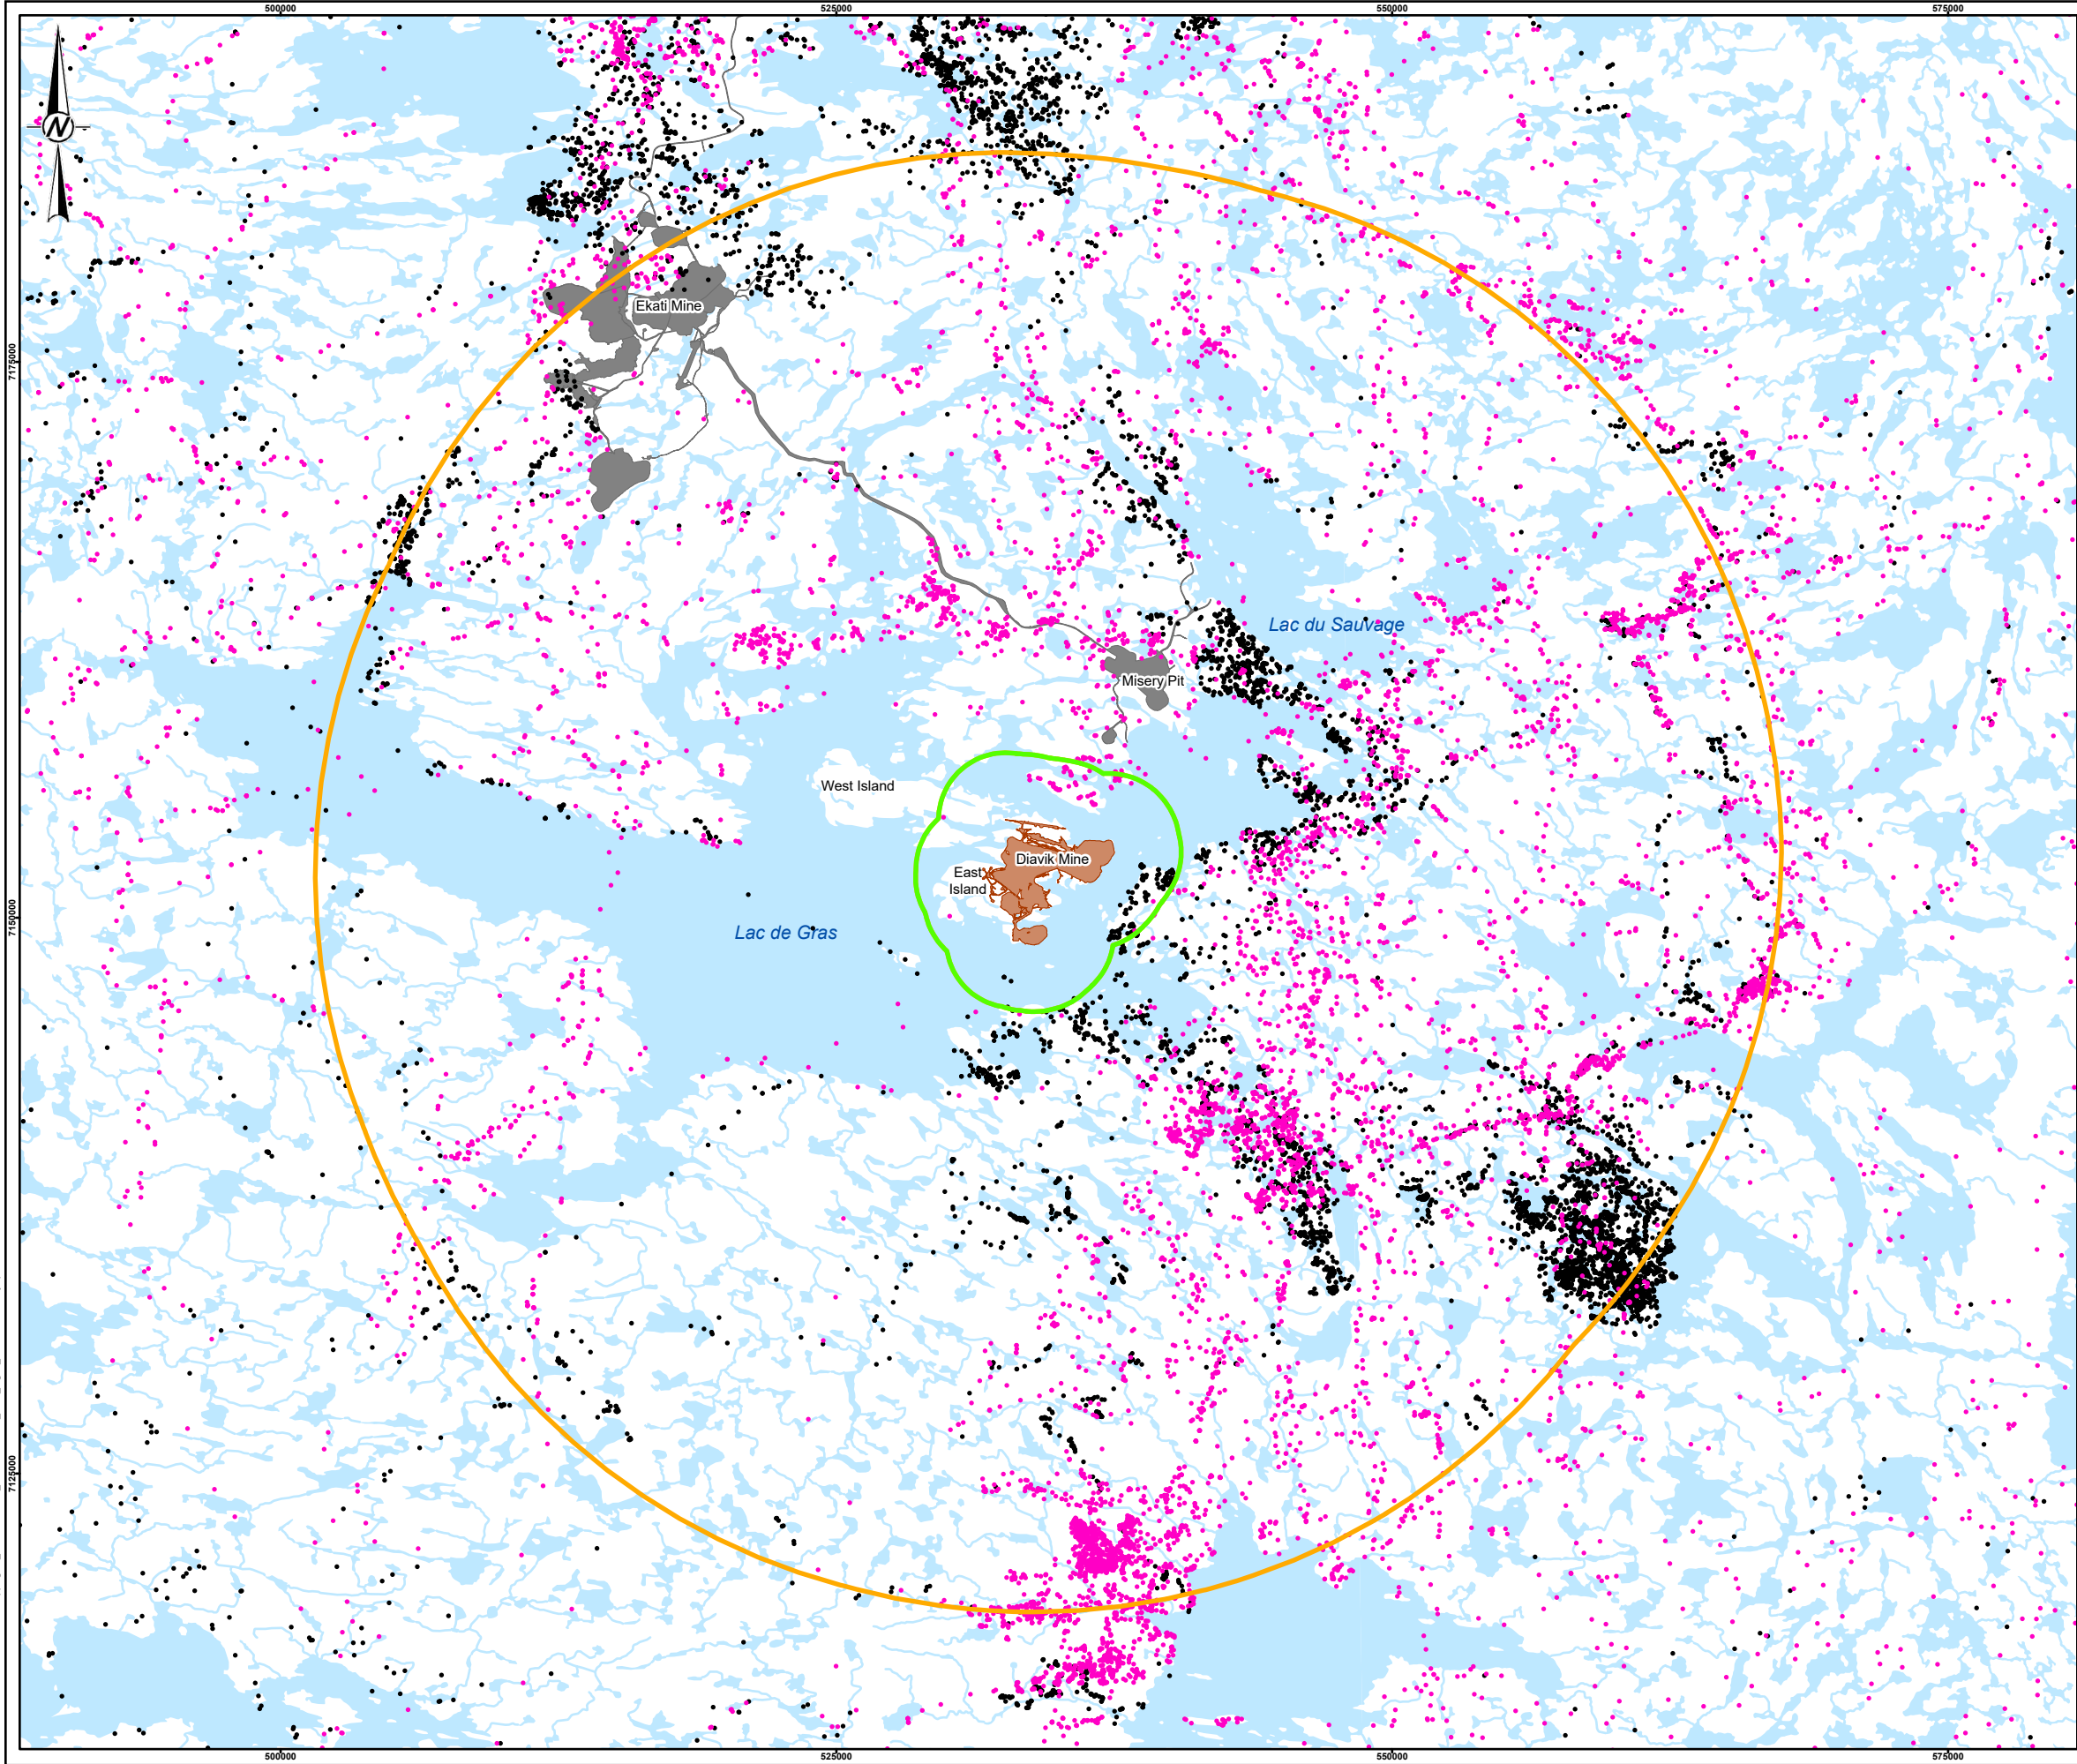 500000
525000
550000
575000
N
Ekati Mine
7175000
Lac du Sauvage
Misery Pit
West Island
Diavik Mine
East
Island
7150000
Lac de Gras
7125000
500000
525000
550000
575000